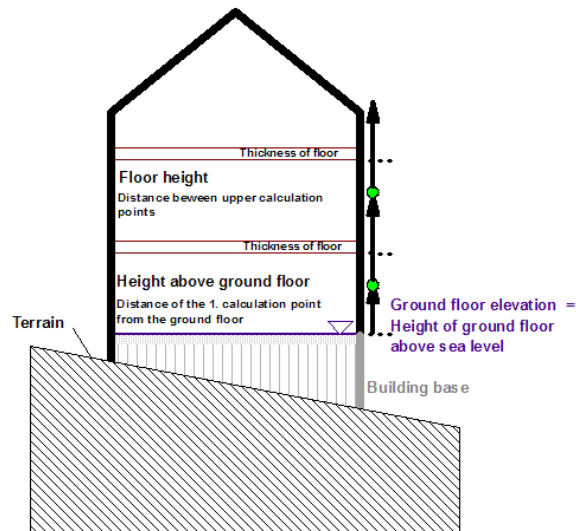 Thickness of floor
Floor height
Distance beween upper calculation
points
Thickness of floor
Height above ground floor
Distance of the 1. calculation point
from the ground floor
Ground floor elevation =
Height of ground floor
above sea level
Terrain
Building base